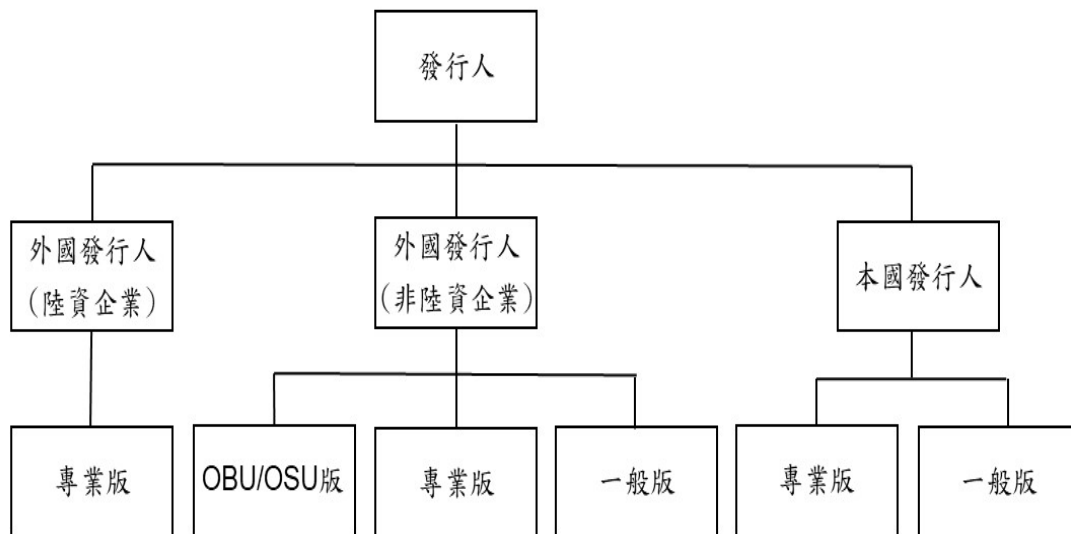 發行人
外國發行人
(陸資企業)
外國發行人
(非陸資企業)
本國發行人
專業版
OBU/OSU版
專業版
一般版
專業版
一般版